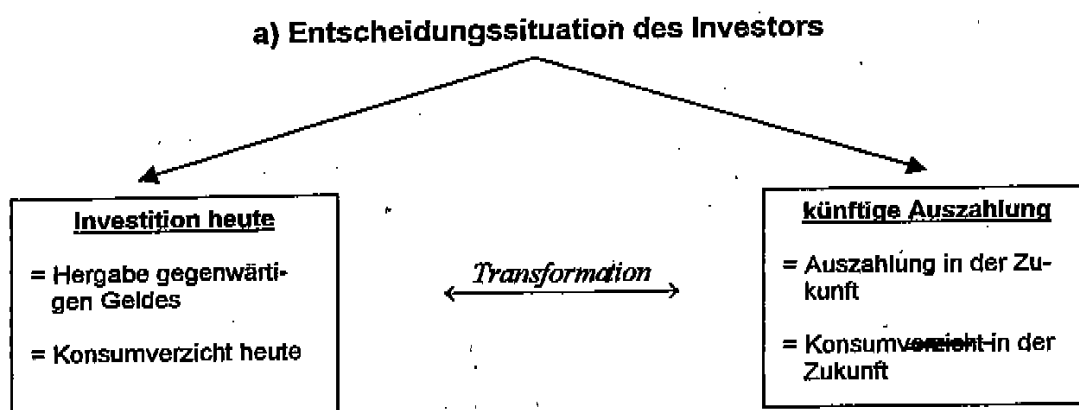 a) Entscheidungssituation des Investors
Investition heute
= Hergabe gegenwärti-
gen Geldes
= Konsumverzicht heute
Transformation
künftige Auszahlung
= Auszahlung in der Zu-
kunft
= Konsumverzicht in der
Zukunft